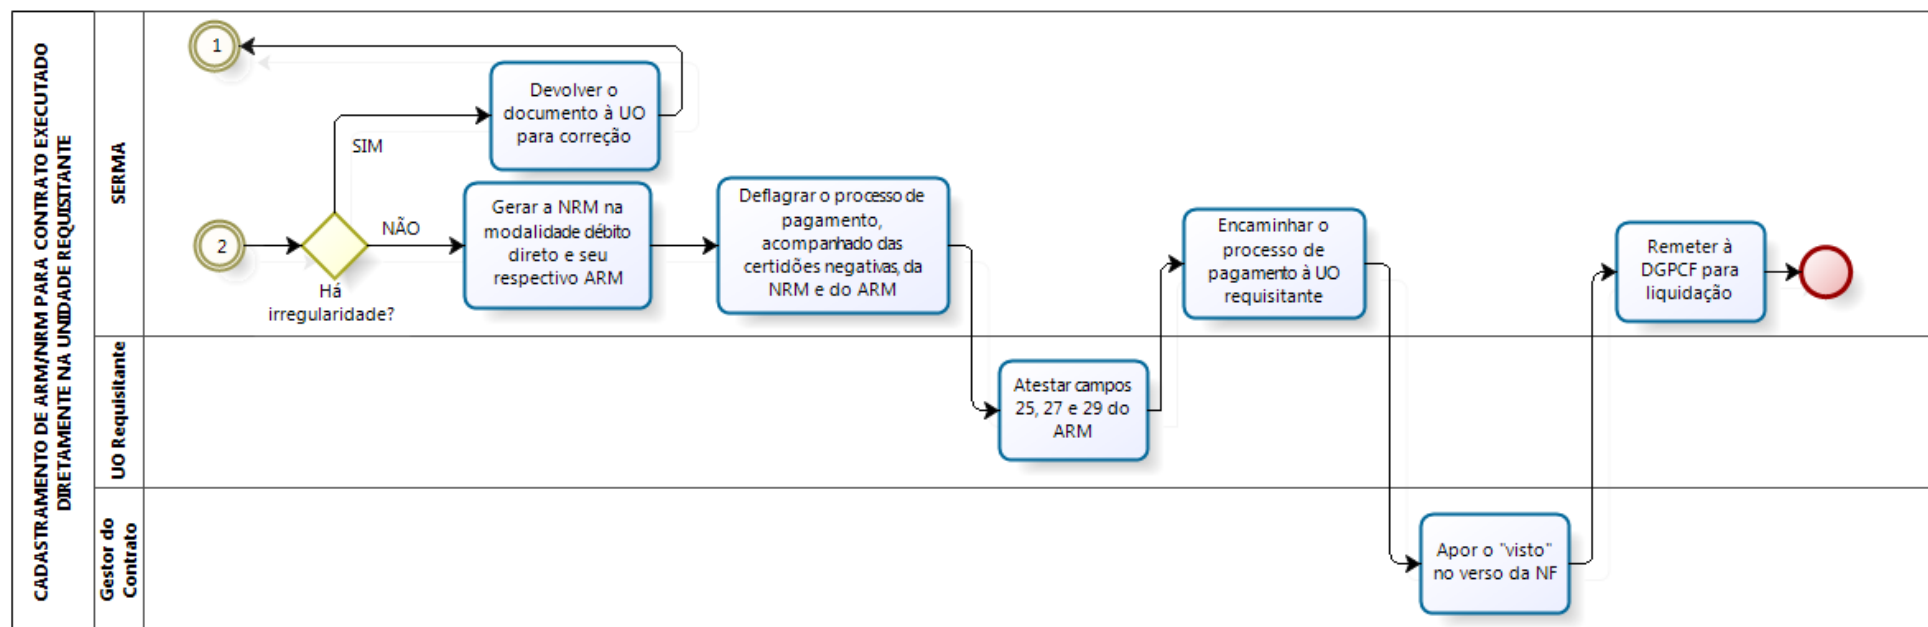 CADASTRAMENTO DE ARM/NRM PARA CONTRATO EXECUTADO
DIRETAMENTE NA UNIDADE REQUISITANTE
SERMA
1
Devolver o
documento à UO
para correção
SIM
2
Há
irregularidade?
NÃO
Gerar a NRM na
modalidade débito
direto e seu
respectivo ARM
Deflagrar o processo de
pagamento,
acompanhado das
certidões negativas, da
NRM e do ARM
Encaminhar o
processo de
pagamento à UO
requisitante
Remeter à
DGPCF para
liquidação
UO Requisitante
Atestar campos
25, 27 e 29 do
ARM
Gestor do
Contrato
Apor o "visto"
no verso da NF